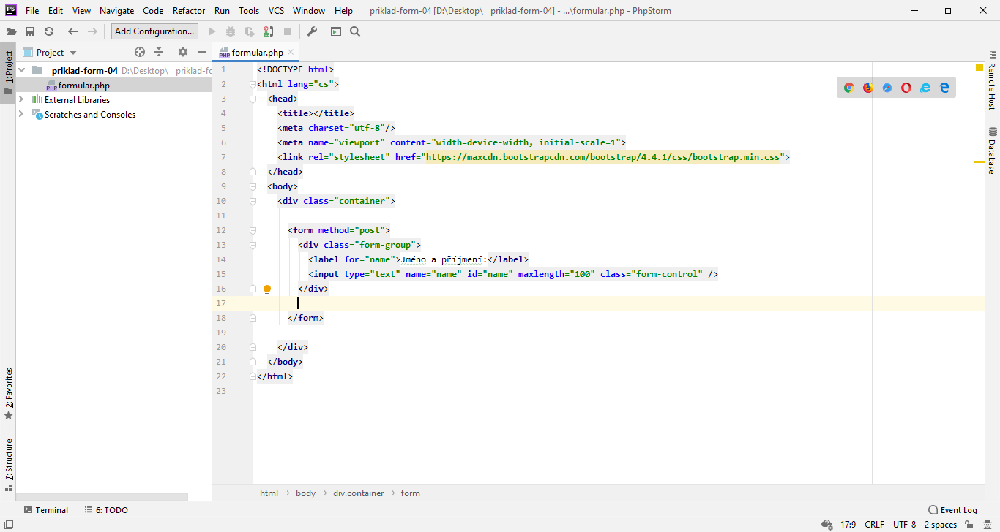 PS File Edit View Navigate Code Refactor Run Tools VCS Window Help __priklad-form-04 [D:\Desktop\__priklad-form-04] - ...\formular.php - PhpStorm
Add Configuration...
1: Project
Project
formular.php
__priklad-form-04 D:\Desktop\__priklad-fo
formular.php
External Libraries
Scratches and Consoles
1 <!DOCTYPE html>
2 <html lang="cs">
3 <head>
4 <title></title>
5 <meta charset="utf-8"/>
6 <meta name="viewport" content="width=device-width, initial-scale=1">
7 <link rel="stylesheet" href="https://maxcdn.bootstrapcdn.com/bootstrap/4.4.1/css/bootstrap.min.css">
8 </head>
9 <body>
10 <div class="container">
11
12 <form method="post">
13 <div class="form-group">
14 <label for="name">Jméno a příjmení:</label>
15 <input type="text" name="name" id="name" maxlength="100" class="form-control" />
16 </div>
17
18 </form>
19
20 </div>
21 </body>
22 </html>
23
Remote Host
Database
2: Favorites
7: Structure
html body div.container form
Terminal 6: TODO Event Log
17:9 CRLF UTF-8 2 spaces